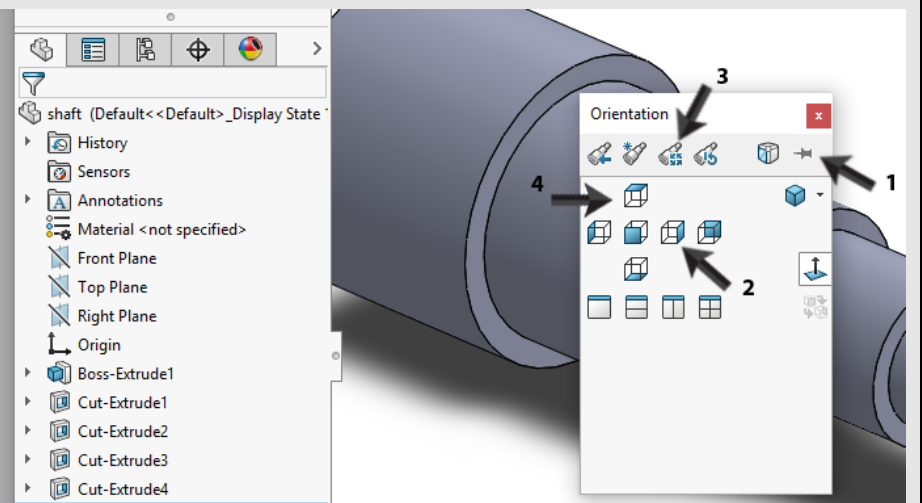 shaft (Default<<Default>_Display State 1
History
Sensors
A Annotations
Material <not specified>
Front Plane
Top Plane
Right Plane
Origin
Boss-Extrude1
Cut-Extrude1
Cut-Extrude2
Cut-Extrude3
Cut-Extrude4
3
Orientation
x
1
4
2